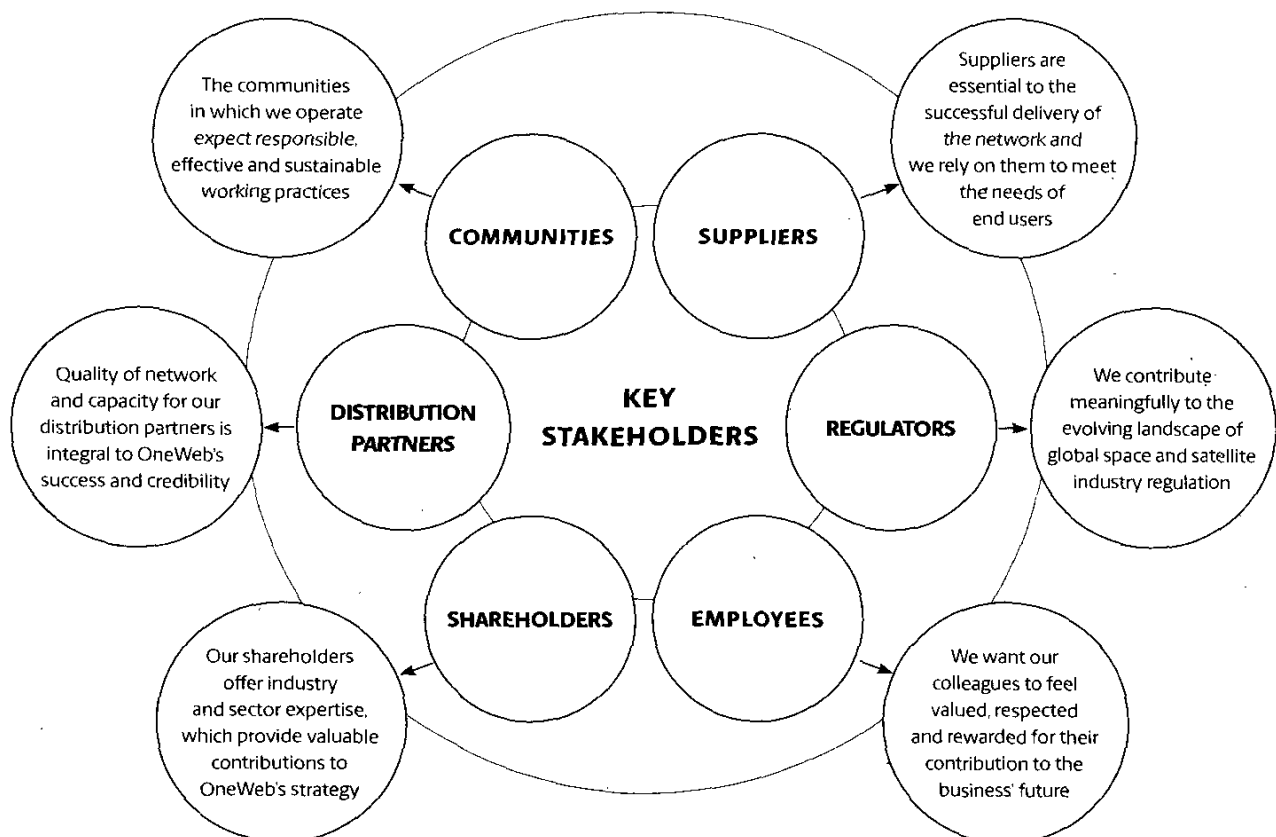 The communities
in which we operate
expect responsible,
effective and sustainable
working practices
Suppliers are
essential to the
successful delivery of
the network and
we rely on them to meet
the needs of
end users
COMMUNITIES
SUPPLIERS
Quality of network
and capacity for our
distribution partners is
integral to OneWeb's
success and credibility
DISTRIBUTION
PARTNERS
KEY
STAKEHOLDERS
REGULATORS
We contribute
meaningfully to the
evolving landscape of
global space and satellite
industry regulation
SHAREHOLDERS
EMPLOYEES
Our shareholders
offer industry
and sector expertise,
which provide valuable
contributions to
OneWeb's strategy
We want our
colleagues to feel
valued, respected
and rewarded for their
contribution to the
business' future